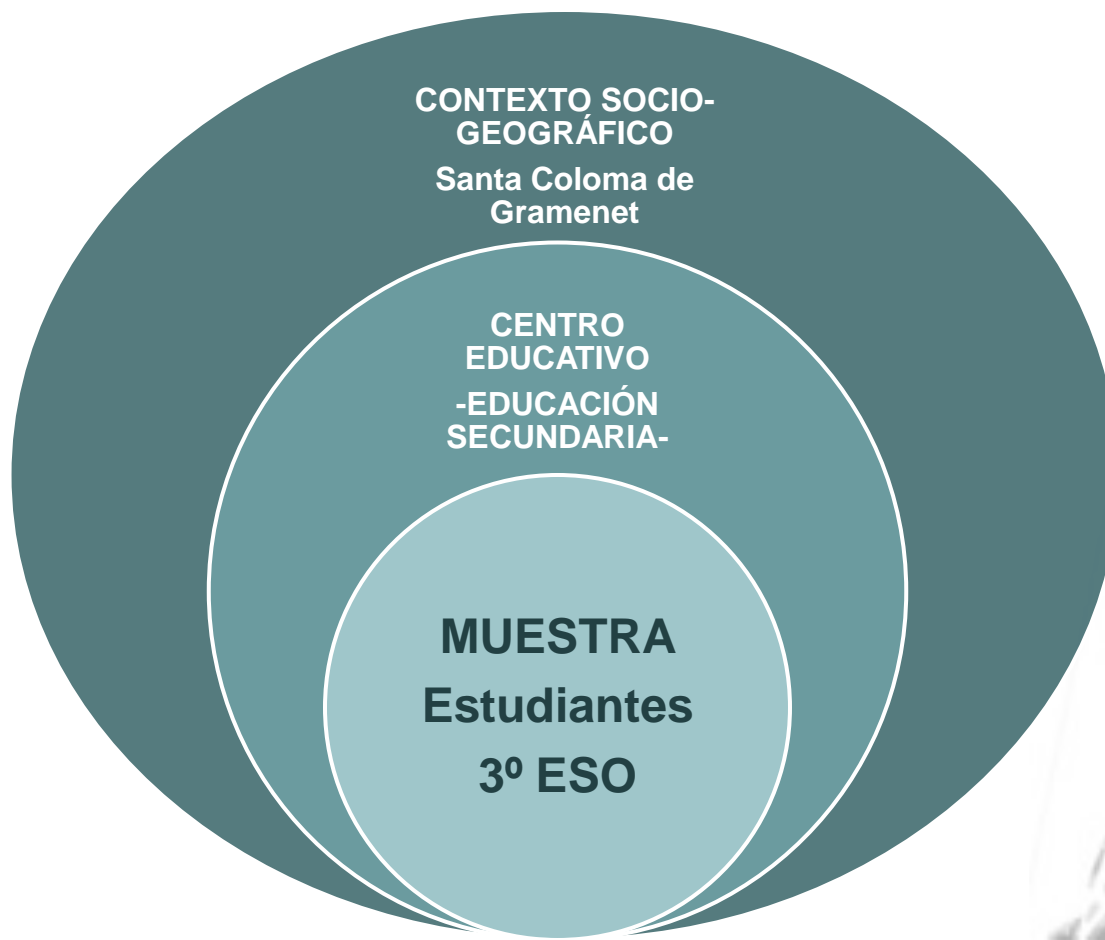 CONTEXTO SOCIO-
GEOGRÁFICO
Santa Coloma de
Gramenet
CENTRO
EDUCATIVO
-EDUCACIÓN
SECUNDARIA-
MUESTRA
Estudiantes
3º ESO